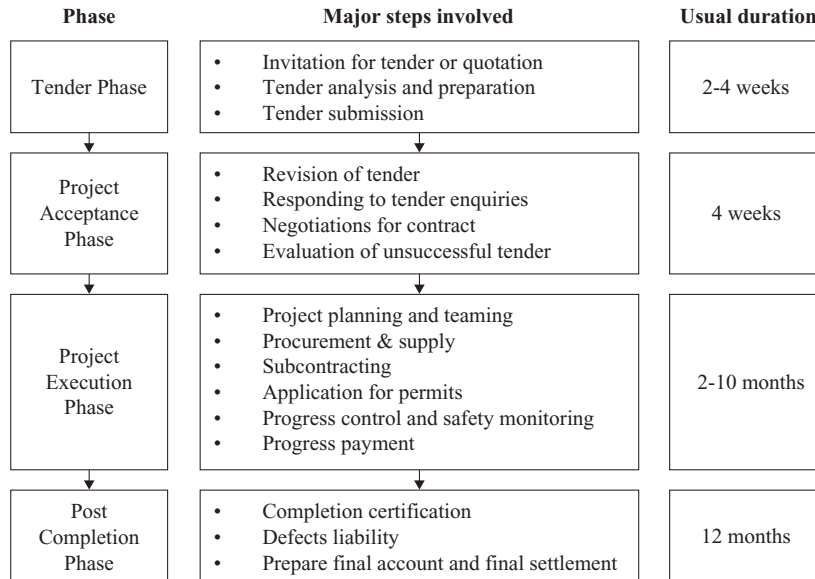 Phase Major steps involved Usual duration
Tender Phase
• Invitation for tender or quotation
• Tender analysis and preparation
• Tender submission
2-4 weeks
Project
Acceptance
Phase
• Revision of tender
• Responding to tender enquiries
• Negotiations for contract
• Evaluation of unsuccessful tender
4 weeks
Project
Execution
Phase
• Project planning and teaming
• Procurement & supply
• Subcontracting
• Application for permits
• Progress control and safety monitoring
• Progress payment
2-10 months
Post
Completion
Phase
• Completion certification
• Defects liability
• Prepare final account and final settlement
12 months